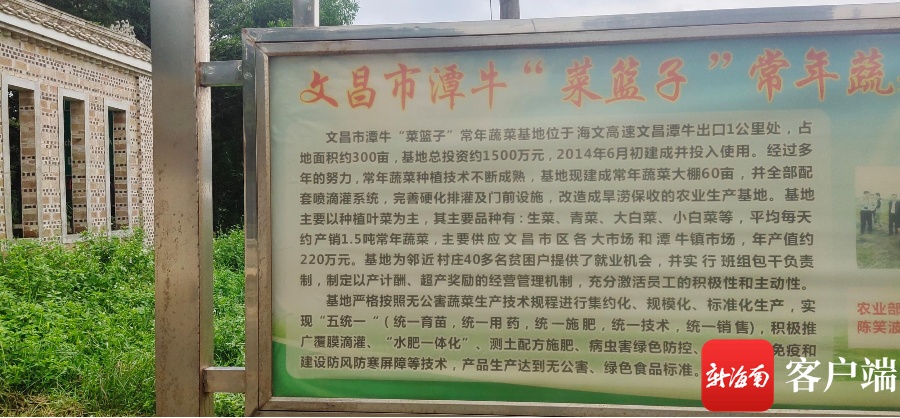 文昌市潭牛“菜篮子”常年蔬
文昌市潭牛“菜篮子”常年蔬菜基地位于海文高速文昌潭牛出口1公里处，占
地面积约300亩，基地总投资约1500万元，2014年6月初建成并投入使用。经过多
年的努力，常年蔬菜种植技术不断成熟，基地现建成常年蔬菜大棚60亩，并全部配
套喷滴灌系统，完善硬化排灌及门前设施，改造成旱涝保收的农业生产基地。基地
主要以种植叶菜为主，其主要品种有：生菜、青菜、大白菜、小白菜等，平均每天
约产销1.5吨常年蔬菜，主要供应文昌市区各大市场和潭牛镇市场，年产值约
220万元。基地为邻近村庄40多名贫困户提供了就业机会，并实行班组包干负责
制，制定以产计酬、超产奖励的经营管理机制，充分激活员工的积极性和主动性。
基地严格按照无公害蔬菜生产技术规程进行集约化、规模化、标准化生产，实
现“五统一“（统一育苗，统一用药，统一施肥，统一技术，统一销售），积极推
广覆膜滴灌、“水肥一体化”、测土配方施肥、病虫害绿色防控、
免疫和
建设防风防寒屏障等技术，产品生产达到无公害、绿色食品标准。
农业部
陈笑波
新海南
客户端